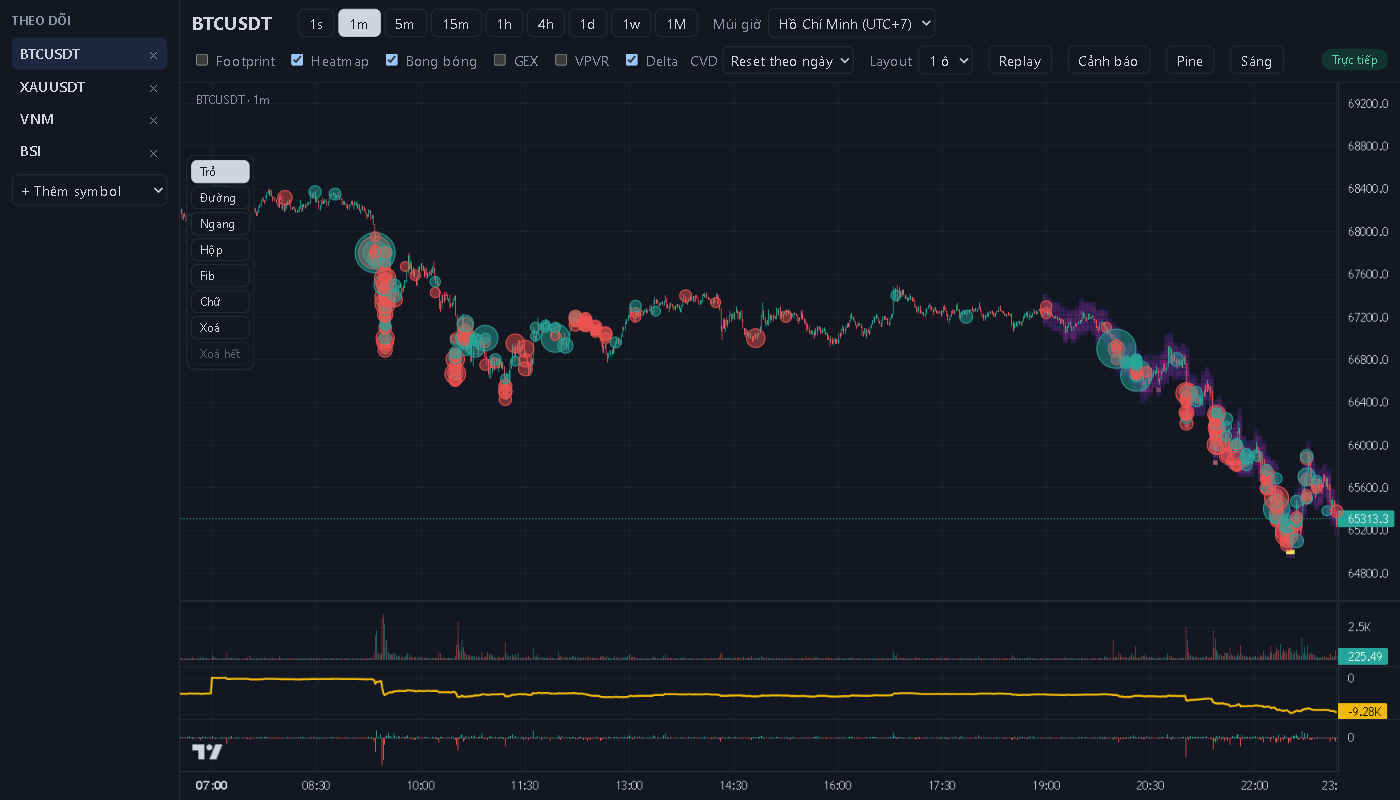 THEO DÕI
BTCUSDT ×
XAUUSDT ×
VNM ×
BSI ×
+ Thêm symbol
BTCUSDT 1s 1m 5m 15m 1h 4h 1d 1w 1M Múi giờ Hồ Chí Minh (UTC+7)
Footprint Heatmap Bong bóng GEX VPVR Delta CVD Reset theo ngày Layout 1 ô Replay Cảnh báo Pine Sáng Trực tiếp
BTCUSDT · 1m
Trỏ
Đường
Ngang
Hộp
Fib
Chữ
Xoá
Xoá hết
69200.0
68800.0
68400.0
68000.0
67600.0
67200.0
66800.0
66400.0
66000.0
65600.0
65313.3
65200.0
64800.0
2.5K
225.49
0
-9.28K
0
07:00 08:30 10:00 11:30 13:00 14:30 16:00 17:30 19:00 20:30 22:00 23: